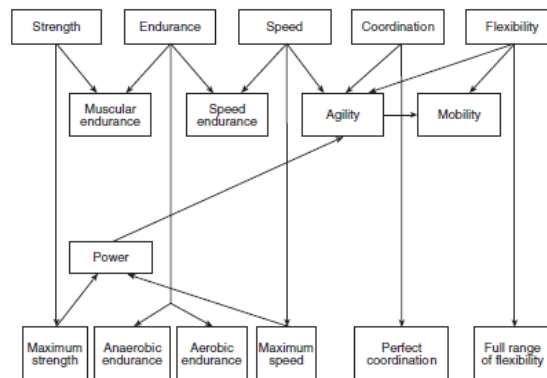 Strength
Endurance
Speed
Coordination
Flexibility
Muscular
endurance
Speed
endurance
Agility
Mobility
Power
Maximum
strength
Anaerobic
endurance
Aerobic
endurance
Maximum
speed
Perfect
coordination
Full range
of flexibility